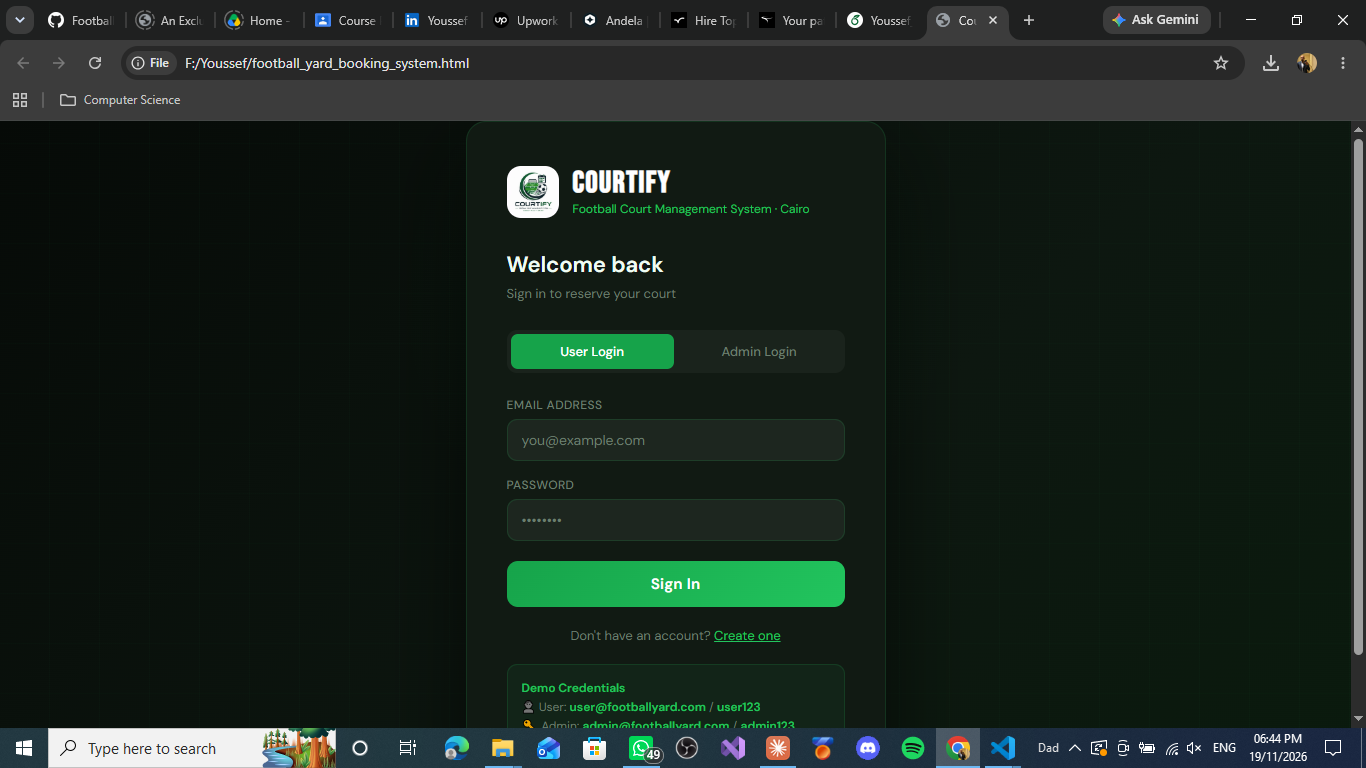 Football
An Exclu
Home -
Course
Youssef
Upwork
Andela
Hire Top
Your pa
Youssef
Cou
Ask Gemini
File
F:/Youssef/football_yard_booking_system.html
Computer Science
COURTIFY
COURTIFY
Football Court Management System · Cairo
Welcome back
Sign in to reserve your court
User Login
Admin Login
EMAIL ADDRESS
you@example.com
PASSWORD
••••••••
Sign In
Don't have an account? Create one
Demo Credentials
User: user@footballyard.com / user123
Admin: admin@footballyard.com / admin123
Type here to search
49
Dad
ENG
06:44 PM
19/11/2026